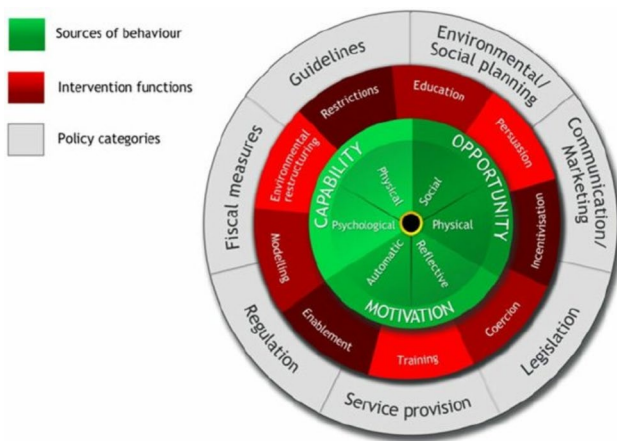 Sources of behaviour
Intervention functions
Policy categories
Guidelines
Environmental/
Social planning
Communication/
Marketing
Legislation
Service provision
Regulation
Fiscal measures
Restrictions
Education
Persuasion
Incentivisation
Coercion
Training
Enablement
Modelling
Environmental
restructuring
CAPABILITY
OPPORTUNITY
MOTIVATION
Physical
Social
Physical
Reflective
Automatic
Psychological